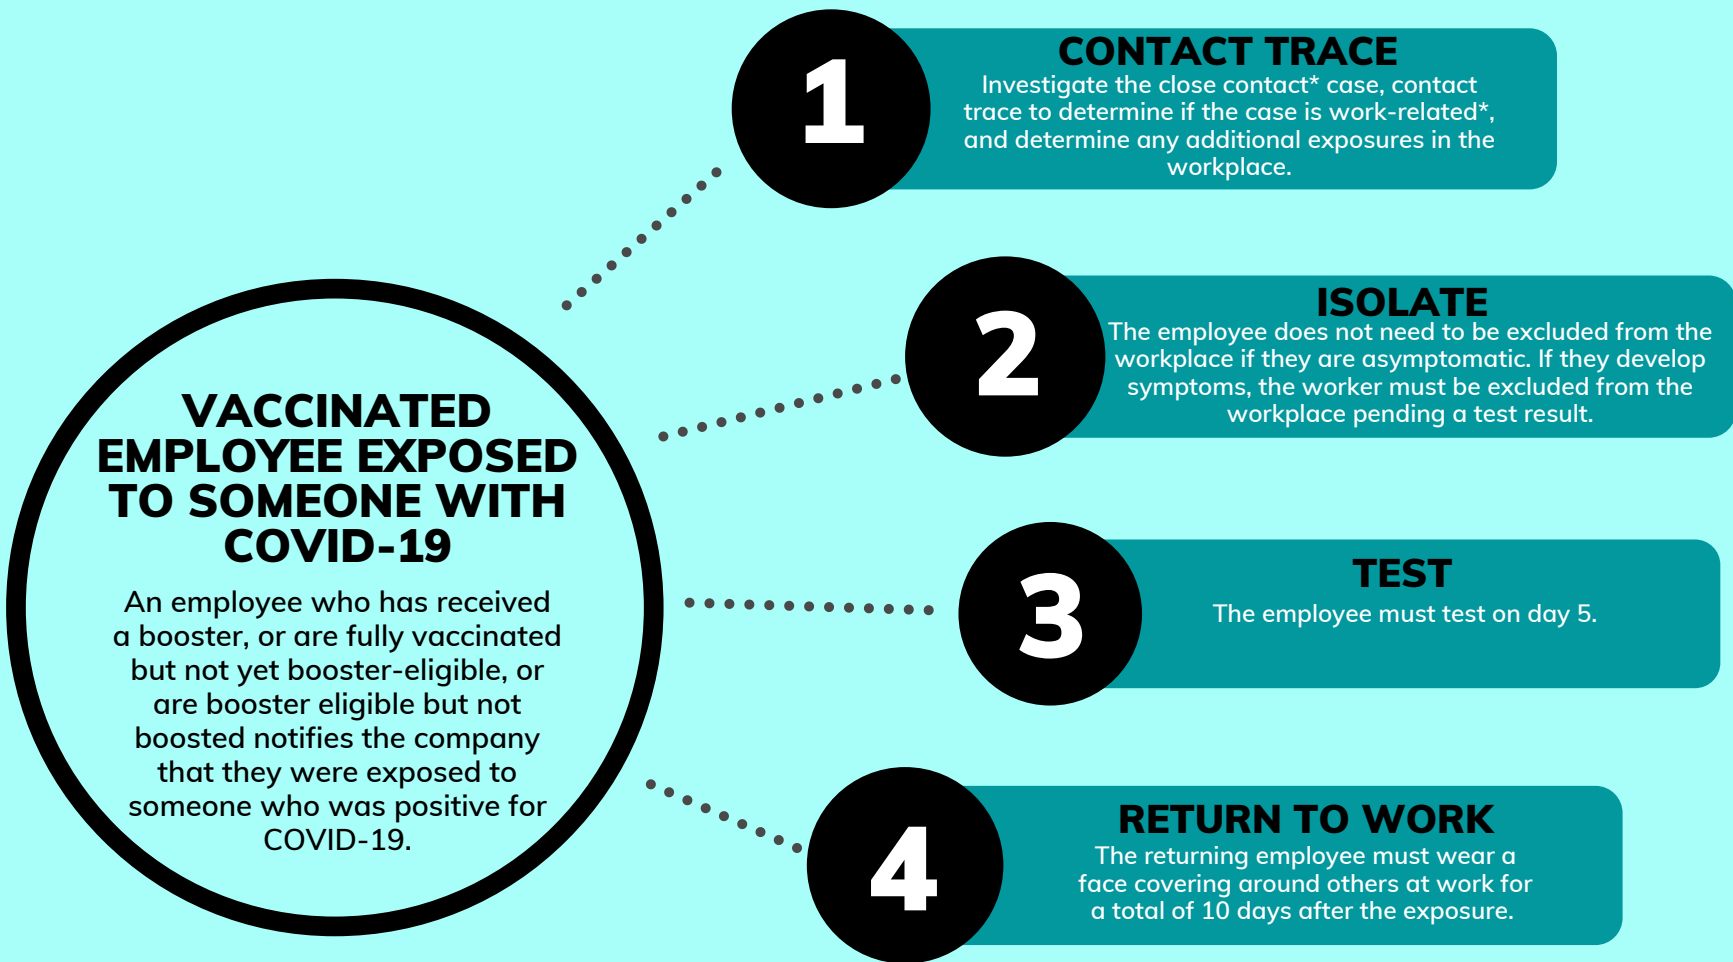 VACCINATED
EMPLOYEE EXPOSED
TO SOMEONE WITH
COVID-19
An employee who has received
a booster, or are fully vaccinated
but not yet booster-eligible, or
are booster eligible but not
boosted notifies the company
that they were exposed to
someone who was positive for
COVID-19.
1
CONTACT TRACE
Investigate the close contact* case, contact
trace to determine if the case is work-related*,
and determine any additional exposures in the
workplace.
2
ISOLATE
The employee does not need to be excluded from the
workplace if they are asymptomatic. If they develop
symptoms, the worker must be excluded from the
workplace pending a test result.
3
TEST
The employee must test on day 5.
4
RETURN TO WORK
The returning employee must wear a
face covering around others at work for
a total of 10 days after the exposure.